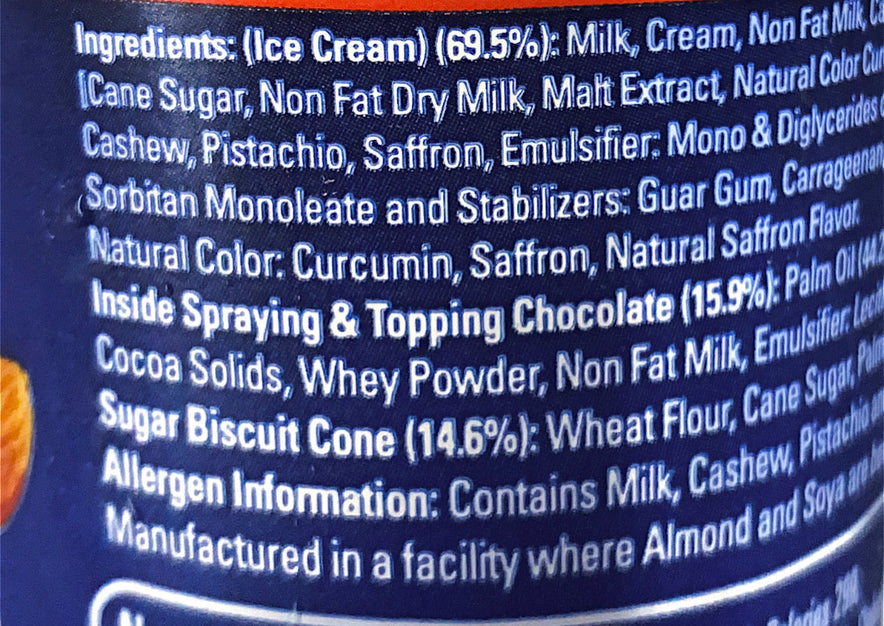 Ingredients: (Ice Cream) (69.5%): Milk, Cream, Non Fat Milk,
(Cane Sugar, Non Fat Dry Milk, Malt Extract, Natural Color
Cashew, Pistachio, Saffron, Emulsifier: Mono & Diglycerides
Sorbitan Monoleate and Stabilizers: Guar Gum, Carrageenan
Natural Color: Curcumin, Saffron, Natural Saffron Flavor.
Inside Spraying & Topping Chocolate (15.9%): Palm Oil
Cocoa Solids, Whey Powder, Non Fat Milk, Emulsifier:
Sugar Biscuit Cone (14.6%): Wheat Flour, Cane Sugar,
Allergen Information: Contains Milk, Cashew, Pistachio
Manufactured in a facility where Almond and Soya are